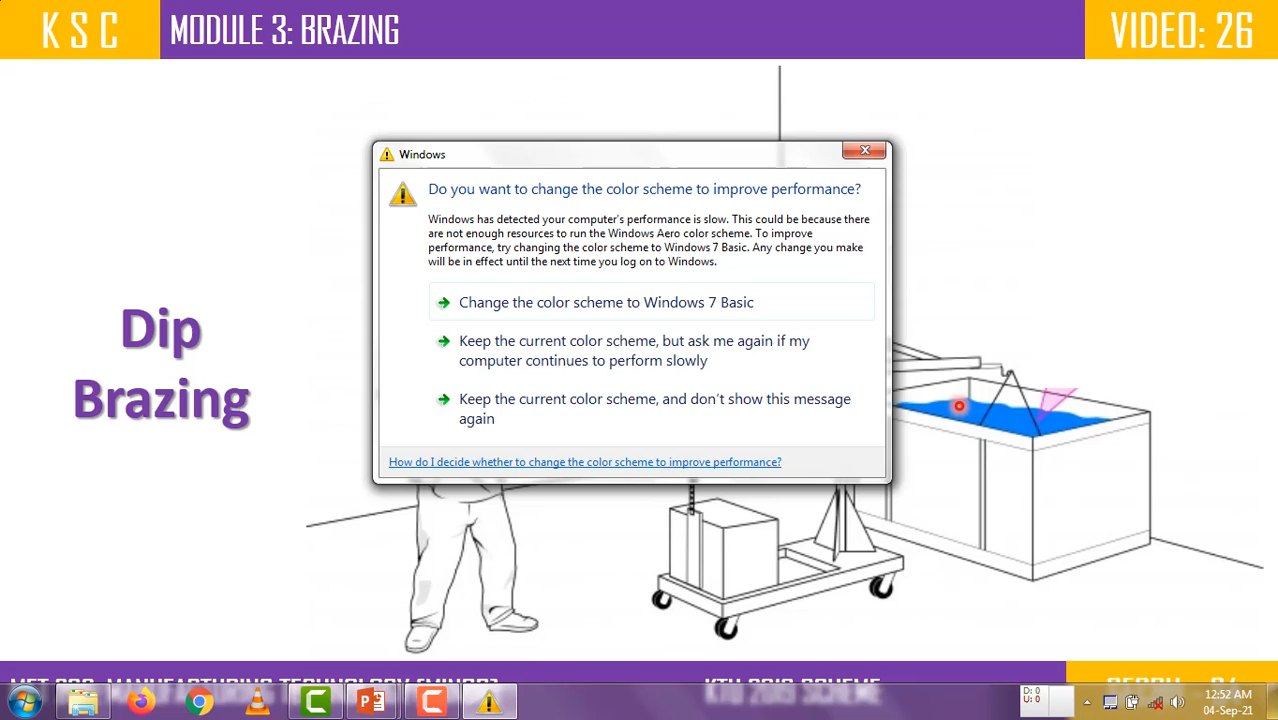 K S C
MODULE 3: BRAZING
VIDEO: 26
Windows
Do you want to change the color scheme to improve performance?
Windows has detected your computer's performance is slow. This could be because there
are not enough resources to run the Windows Aero color scheme. To improve
performance, try changing the color scheme to Windows 7 Basic. Any change you make
will be in effect until the next time you log on to Windows.
Change the color scheme to Windows 7 Basic
Keep the current color scheme, but ask me again if my
computer continues to perform slowly
Keep the current color scheme, and don't show this message
again
How do I decide whether to change the color scheme to improve performance?
Dip
Brazing
D: 0
U: 0
12:52 AM
04-Sep-21